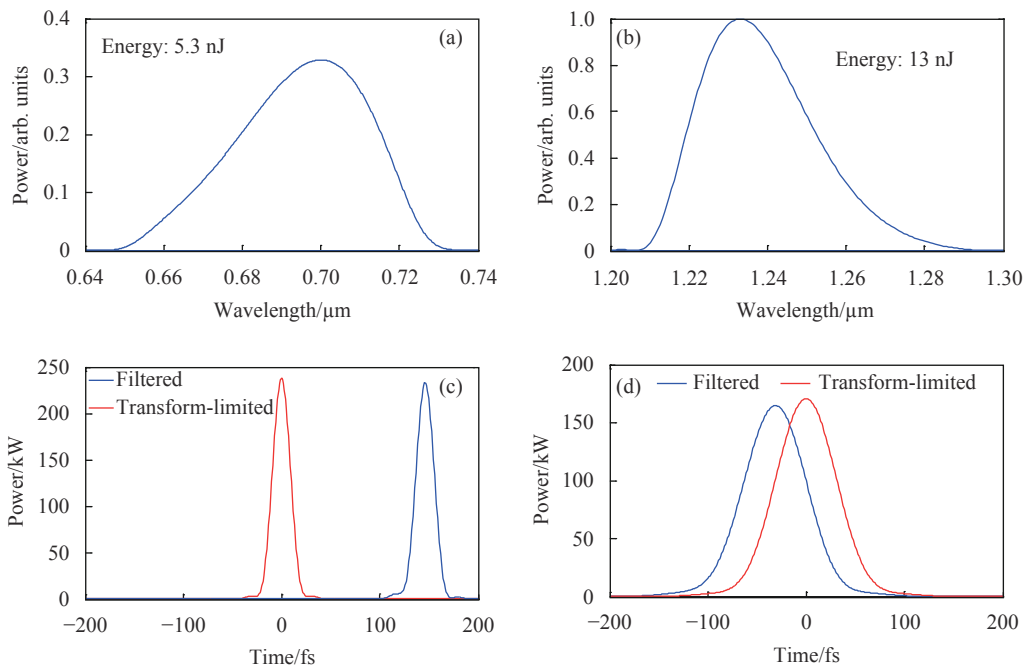 (a)
Energy: 5.3 nJ
Power/arb. units
0.4
0.3
0.2
0.1
0
0.64 0.66 0.68 0.70 0.72 0.74
Wavelength/μm
(b)
Energy: 13 nJ
Power/arb. units
1.0
0.8
0.6
0.4
0.2
0.0
1.20 1.22 1.24 1.26 1.28 1.30
Wavelength/μm
(c)
Filtered
Transform-limited
Power/kW
250
200
150
100
50
0
−200 −100 0 100 200
Time/fs
(d)
Filtered Transform-limited
Power/kW
200
150
100
50
0
−200 −100 0 100 200
Time/fs